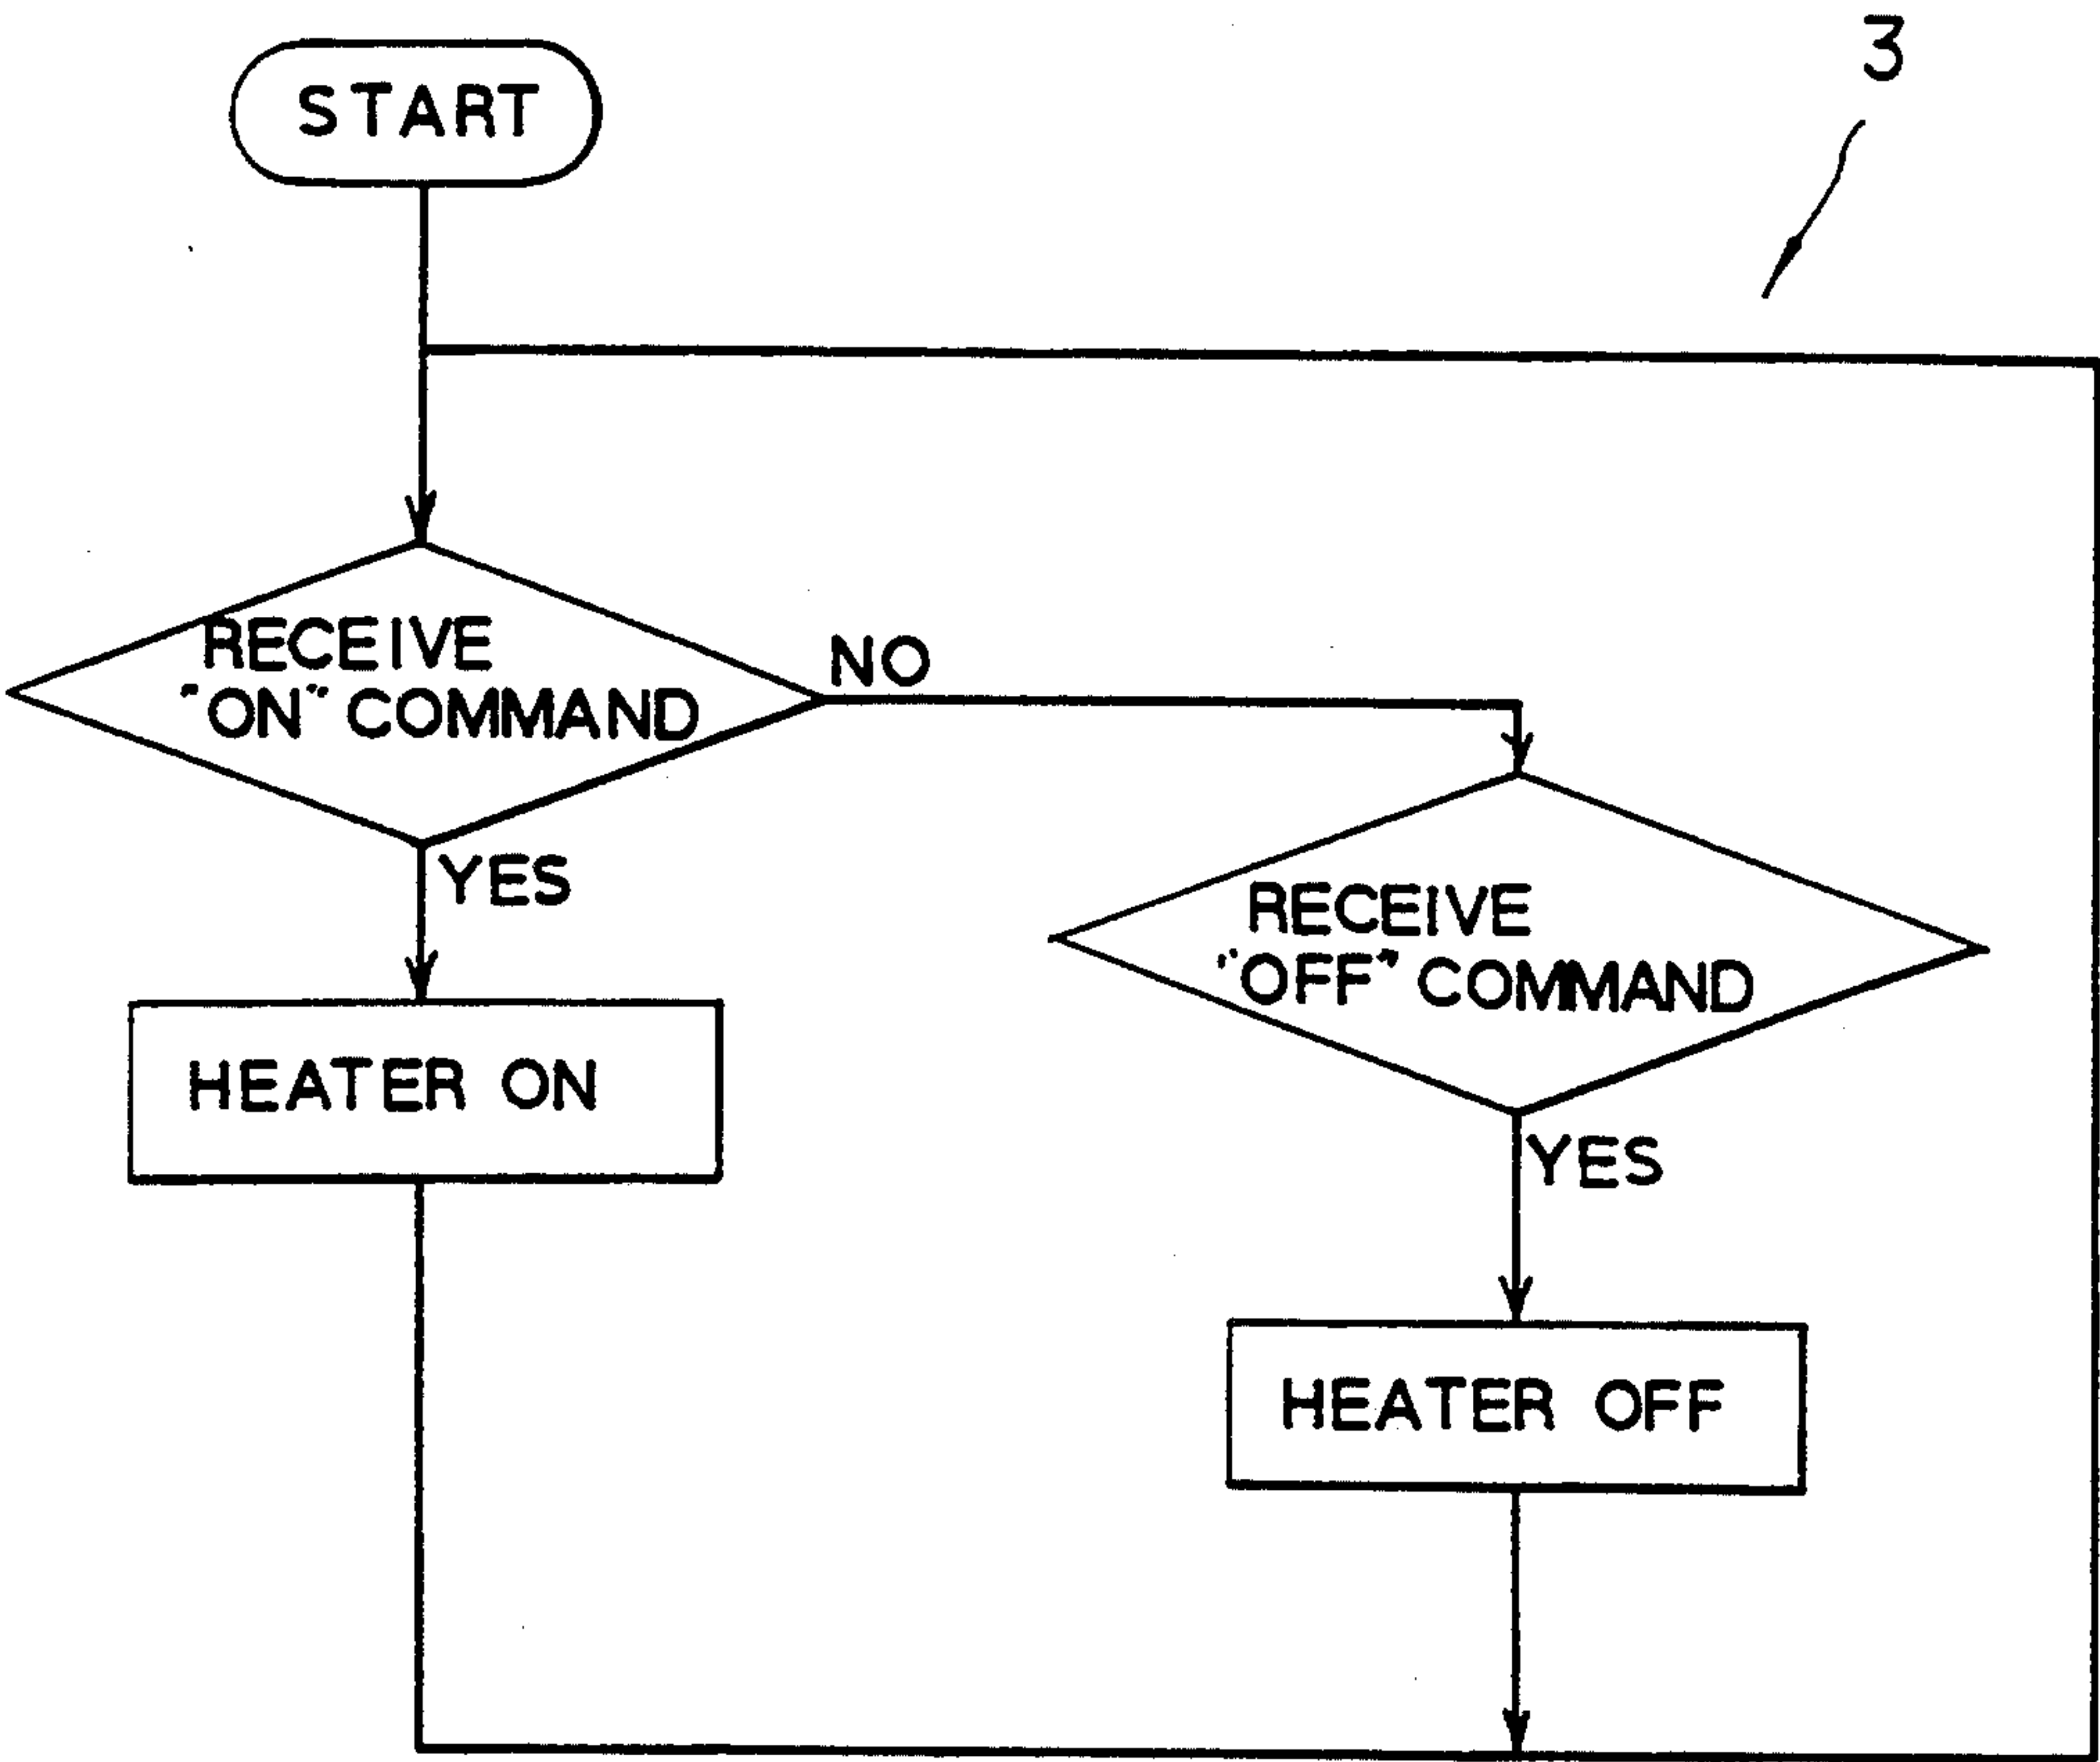 3
START
RECEIVE
"ON" COMMAND
NO
YES
RECEIVE
"OFF" COMMAND
HEATER ON
YES
HEATER OFF